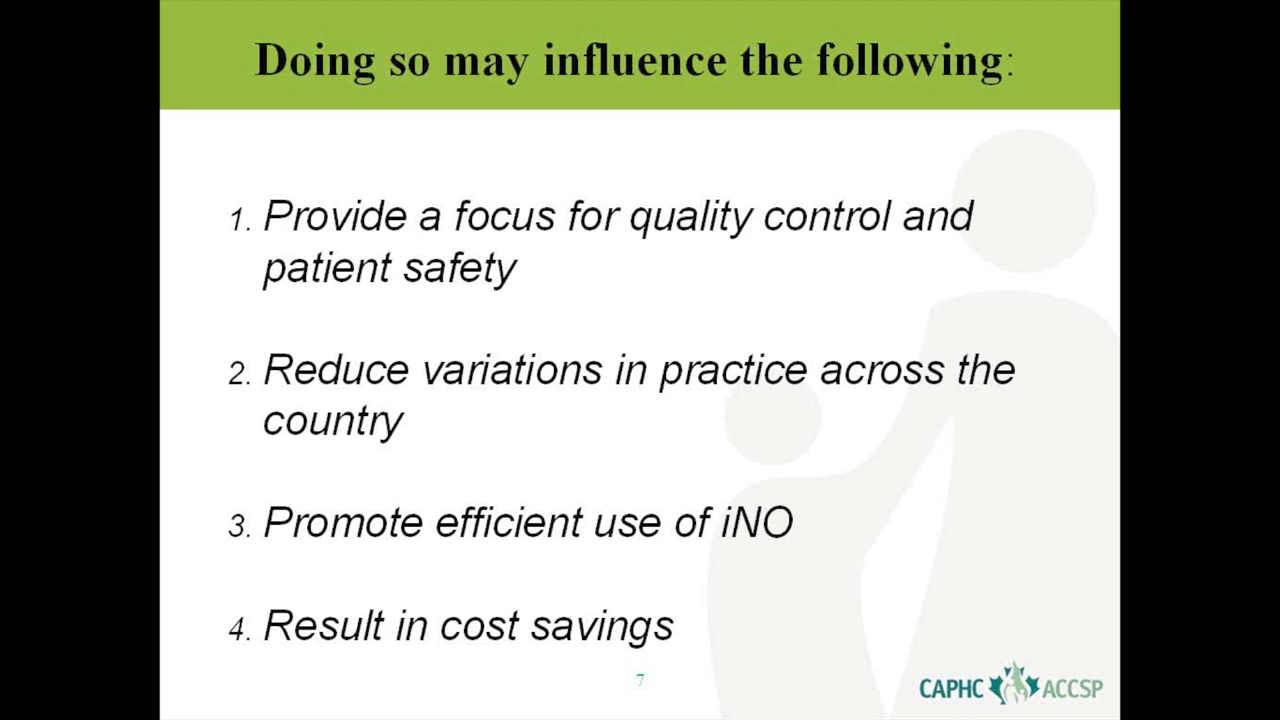 Doing so may influence the following:
1. Provide a focus for quality control and
patient safety
2. Reduce variations in practice across the
country
3. Promote efficient use of iNO
4. Result in cost savings
7
CAPHC ACCSP